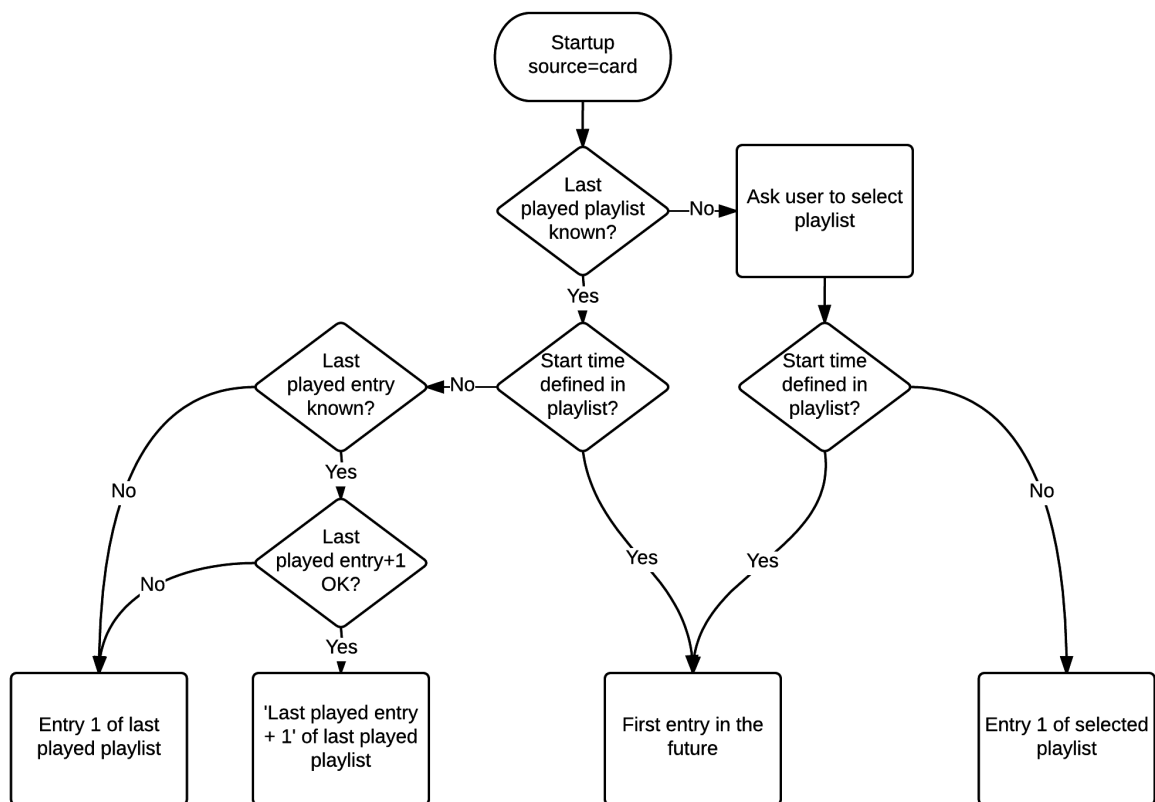 Startup
source=card
Last
played playlist
known?
No
Ask user to select
playlist
Yes
Last
played entry
known?
No
Start time
defined in
playlist?
Start time
defined in
playlist?
Yes
No
No
Last
played entry+1
OK?
Yes
Yes
No
Yes
Entry 1 of last
played playlist
'Last played entry
+ 1' of last played
playlist
First entry in the
future
Entry 1 of selected
playlist